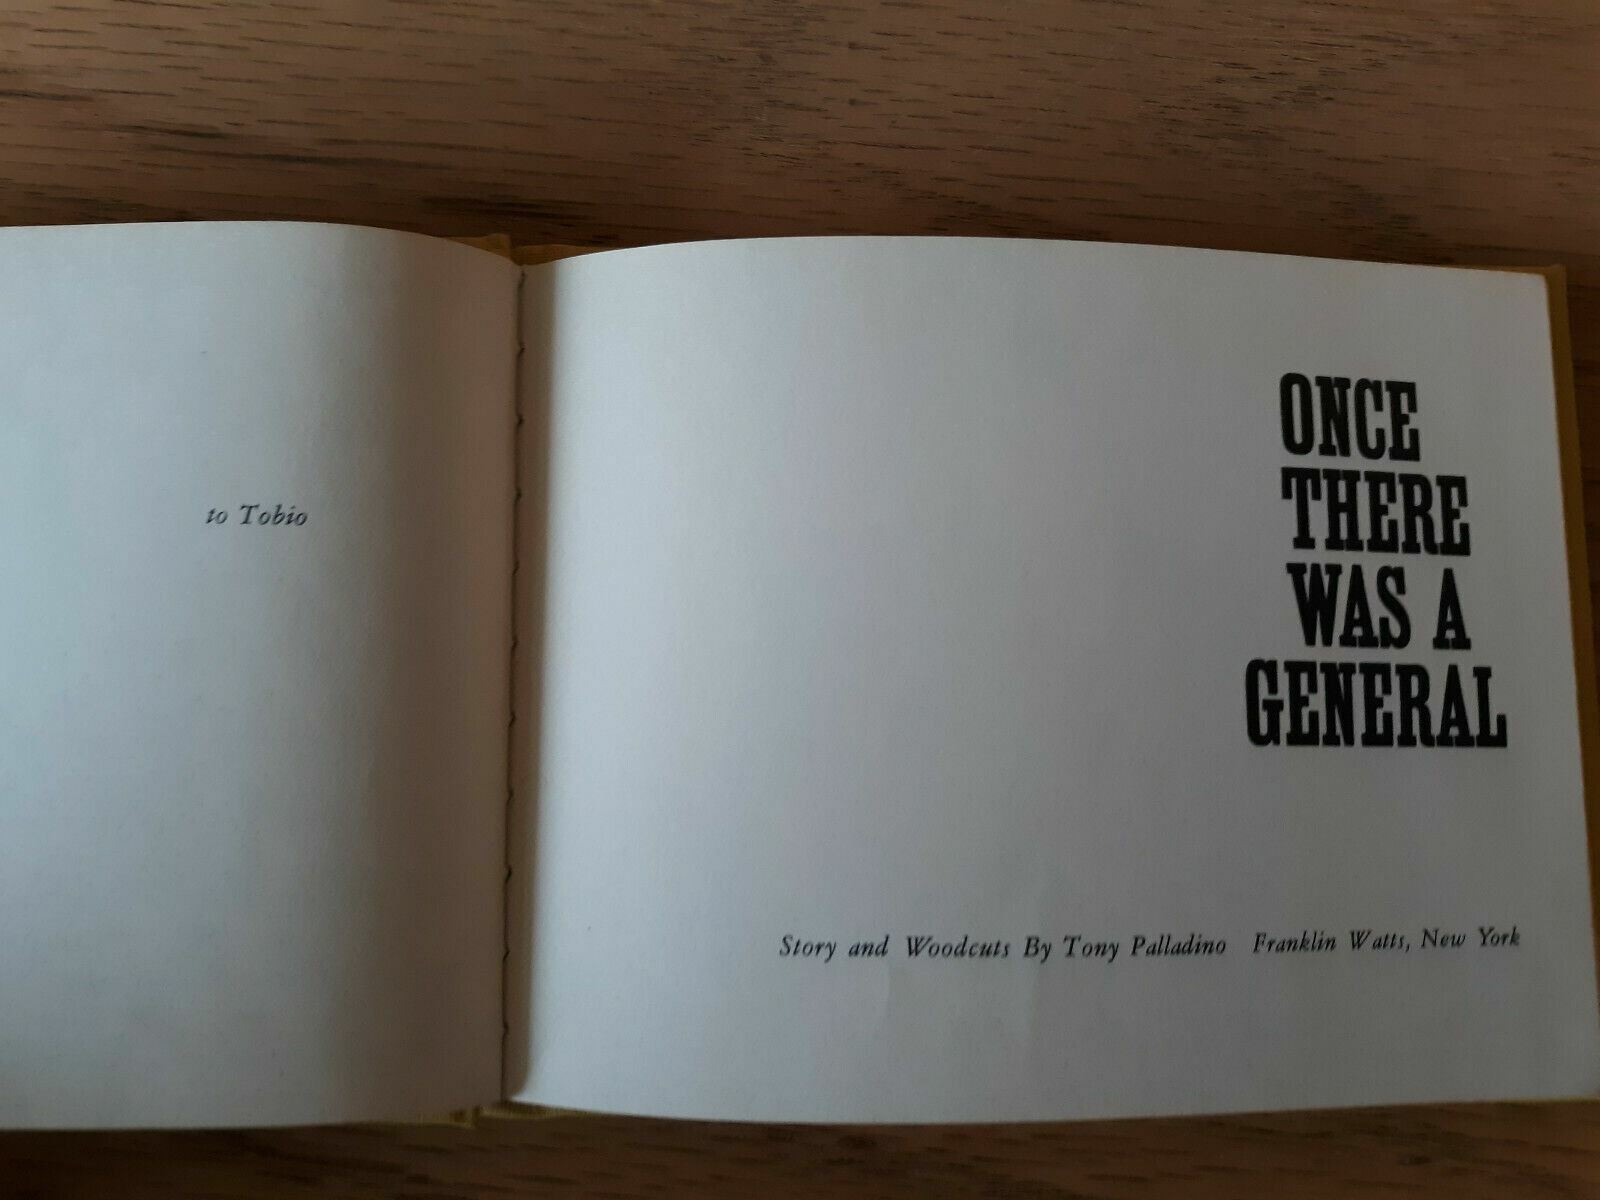 to Tobio
ONCE
THERE
WAS A
GENERAL
Story and Woodcuts By Tony Palladino Franklin Watts, New York